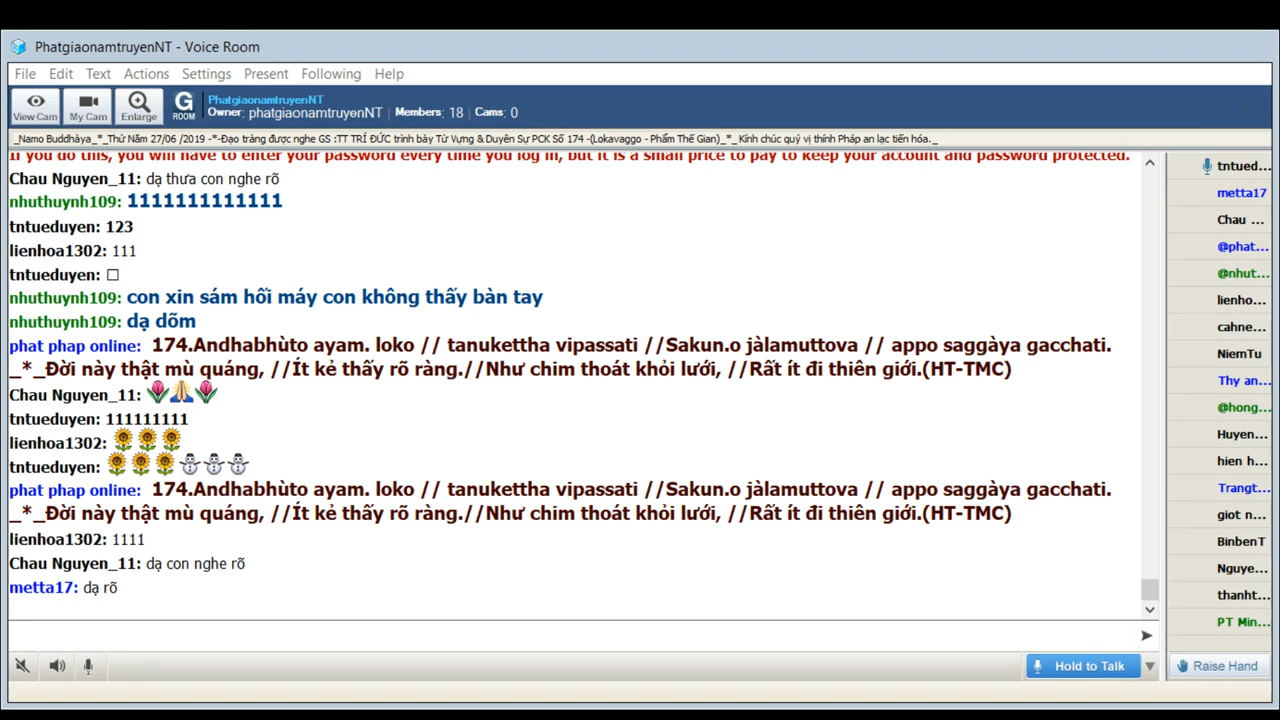 PhatgiaonamtruyenNT - Voice Room
File Edit Text Actions Settings Present Following Help
View Cam My Cam Enlarge G ROOM PhatgiaonamtruyenNT
Owner: phatgiaonamtruyenNT Members: 18 Cams: 0
_Namo Buddhàya_*_Thứ Năm 27/06 /2019 -*-Đạo tràng được nghe GS :TT TRÍ ĐỨC trình bày Từ Vựng & Duyên Sự PCK Số 174 -(Lokavaggo - Phẩm Thế Gian)_*_ Kính chúc quý vị thính Pháp an lạc tiến hóa._
If you do this, you will have to enter your password every time you log in, but it is a small price to pay to keep your account and password protected.
Chau Nguyen_11: dạ thưa con nghe rõ
nhuthuynh109: 1111111111111
tntueduyen: 123
lienhoa1302: 111
tntueduyen: □
nhuthuynh109: con xin sám hối máy con không thấy bàn tay
nhuthuynh109: dạ dõm
phat phap online: 174.Andhabhùto ayam. loko // tanukettha vipassati //Sakun.o jàlamuttova // appo saggàya gacchati.
_*_Đời này thật mù quáng, //Ít kẻ thấy rõ ràng.//Như chim thoát khỏi lưới, //Rất ít đi thiên giới.(HT-TMC)
Chau Nguyen_11: 🌷🙏🌷
tntueduyen: 111111111
lienhoa1302: 🌻🌻🌻
tntueduyen: 🌻🌻🌻⛄⛄⛄
phat phap online: 174.Andhabhùto ayam. loko // tanukettha vipassati //Sakun.o jàlamuttova // appo saggàya gacchati.
_*_Đời này thật mù quáng, //Ít kẻ thấy rõ ràng.//Như chim thoát khỏi lưới, //Rất ít đi thiên giới.(HT-TMC)
lienhoa1302: 1111
Chau Nguyen_11: dạ con nghe rõ
metta17: dạ rõ
tntued...
metta17
Chau ...
@phat...
@nhut...
lienho...
cahne...
NiemTu
Thy an...
@hong...
Huyen...
hien h...
Trangt...
giot n...
BinbenT
Nguye...
thanht...
PT Min...
Hold to Talk
Raise Hand